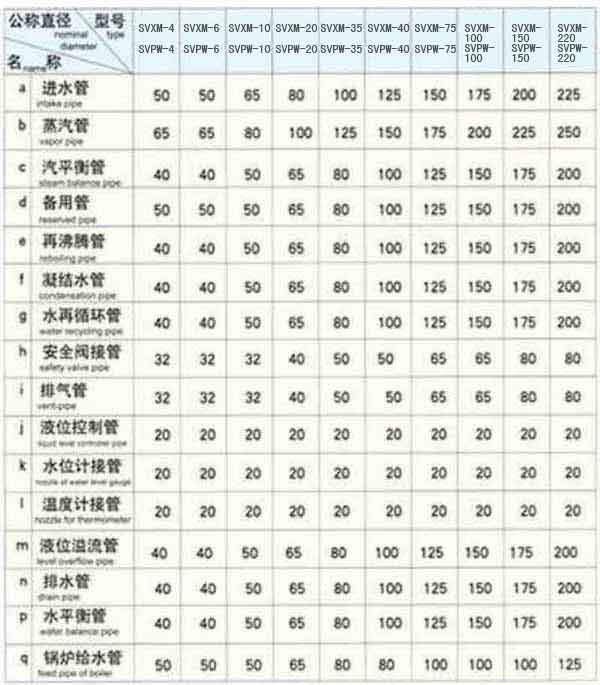 公称直径 型号
nominal diameter type
名称
name
SVXM-4 SVXM-6 SVXM-10 SVXM-20 SVXM-35 SVXM-40 SVXM-75 SVXM-100 SVXM-150 SVXM-220
SVPW-4 SVPW-6 SVPW-10 SVPW-20 SVPW-35 SVPW-40 SVPW-75 SVPW-100 SVPW-150 SVPW-220
a 进水管 50 50 65 80 100 125 150 175 200 225
intake pipe
b 蒸汽管 65 65 80 100 125 150 175 200 225 250
vapor pipe
c 汽平衡管 40 40 50 65 80 100 125 150 175 200
steam balance pipe
d 备用管 50 50 50 65 80 100 125 150 175 200
reserved pipe
e 再沸腾管 40 40 50 65 80 100 125 150 175 200
reboiling pipe
f 凝结水管 40 40 50 65 80 100 125 150 175 200
condensation pipe
g 水再循环管 40 40 50 65 80 100 125 150 175 200
water recycling pipe
h 安全阀接管 32 32 32 40 50 50 65 65 80 80
safety valve pipe
i 排气管 32 32 32 40 50 50 65 65 80 80
vent-pipe
j 液位控制管 20 20 20 20 20 20 20 20 20 20
liquid level controller pipe
k 水位计接管 20 20 20 20 20 20 20 20 20 20
nozzle of water level gauge
l 温度计接管 20 20 20 20 20 20 20 20 20 20
nozzle for thermometer
m 液位溢流管 40 40 50 65 80 100 125 150 175 200
level overflow pipe
n 排水管 40 40 50 65 80 100 125 150 175 200
drain pipe
p 水平衡管 40 40 50 65 80 100 125 150 175 200
water balance pipe
q 锅炉给水管 50 50 50 65 80 80 100 100 100 125
feed pipe of boiler